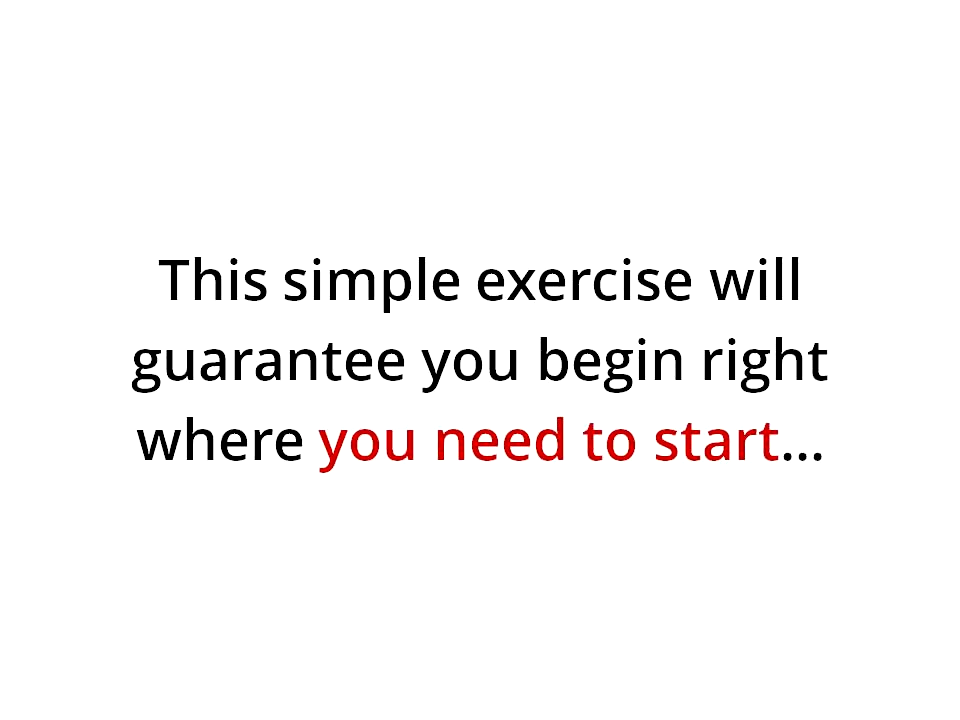 This simple exercise will
guarantee you begin right
where you need to start...